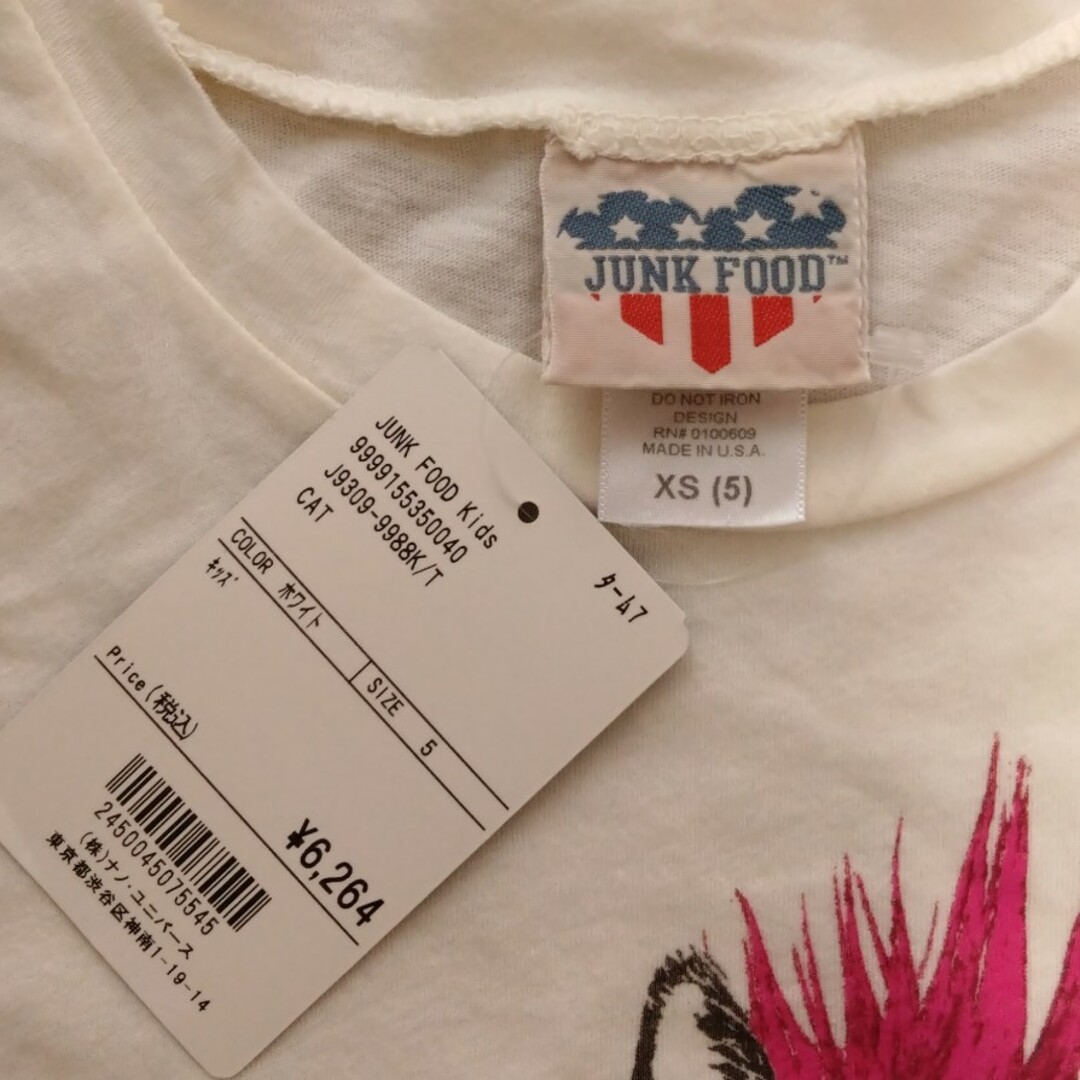 JUNK FOOD™
DO NOT IRON
DESIGN
RN# 0100609
MADE IN U.S.A.
XS (5)
JUNK FOOD Kids
9999155350040
J9309-9988K/T
CAT
ターム7
COLOR ホワイト SIZE 5
キッズ
Price(税込)
¥6,264
2450045075545
(株)ナノ・ユニバース
東京都渋谷区神南1-19-14